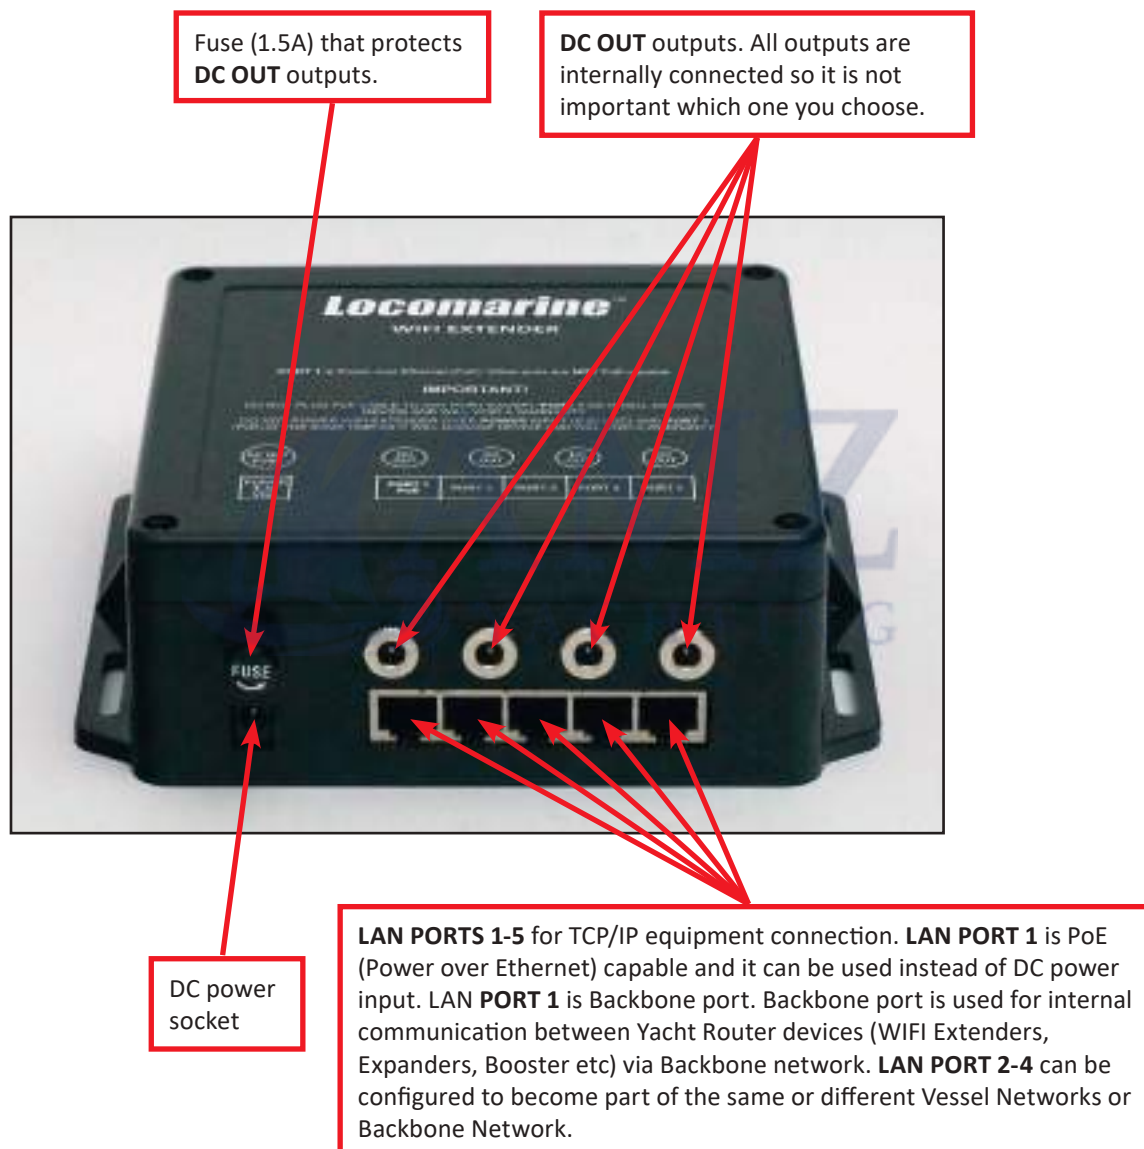 Fuse (1.5A) that protects
DC OUT outputs.
DC OUT outputs. All outputs are
internally connected so it is not
important which one you choose.
Locomarine™
WIFI EXTENDER
IMPORTANT!
PORT 1
PoE
FUSE
DC power
socket
LAN PORTS 1-5 for TCP/IP equipment connection. LAN PORT 1 is PoE
(Power over Ethernet) capable and it can be used instead of DC power
input. LAN PORT 1 is Backbone port. Backbone port is used for internal
communication between Yacht Router devices (WIFI Extenders,
Expanders, Booster etc) via Backbone network. LAN PORT 2-4 can be
configured to become part of the same or different Vessel Networks or
Backbone Network.